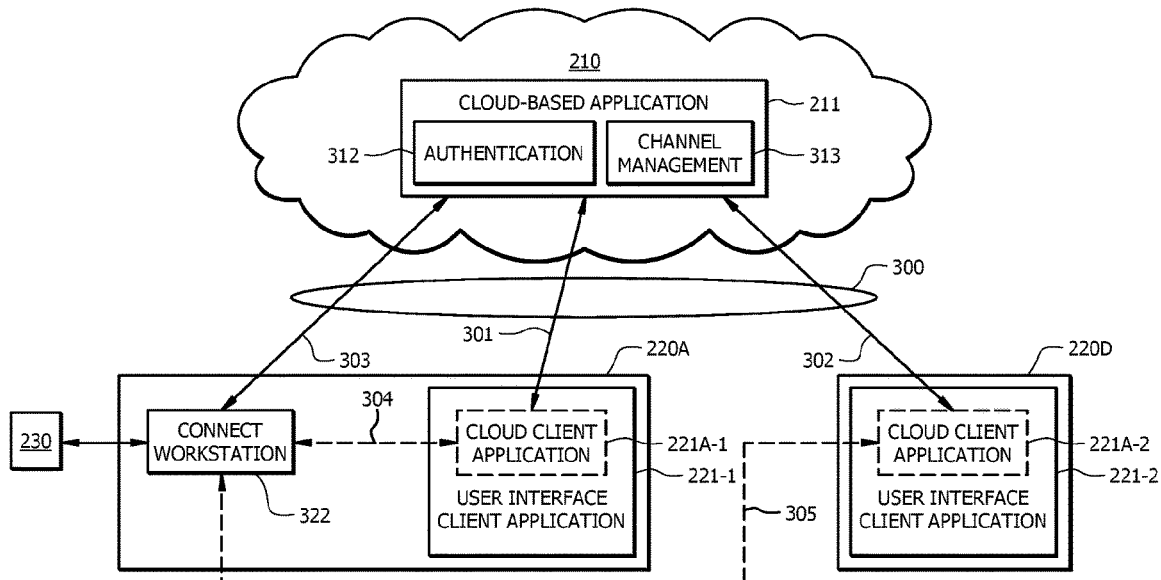 210
CLOUD-BASED APPLICATION
211
312
AUTHENTICATION
CHANNEL
MANAGEMENT
313
300
301
303
302
220A
220D
304
230
CONNECT
WORKSTATION
CLOUD CLIENT
APPLICATION
221A-1
221-1
USER INTERFACE
CLIENT APPLICATION
322
305
CLOUD CLIENT
APPLICATION
221A-2
221-2
USER INTERFACE
CLIENT APPLICATION